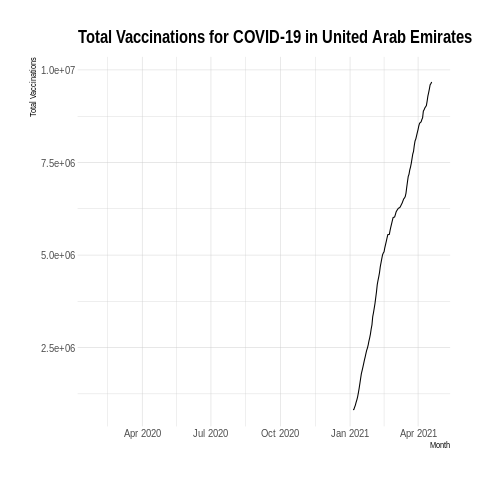 Total Vaccinations for COVID-19 in United Arab Emirates
Total Vaccinations
1.0e+07
7.5e+06
5.0e+06
2.5e+06
Apr 2020 Jul 2020 Oct 2020 Jan 2021 Apr 2021
Month